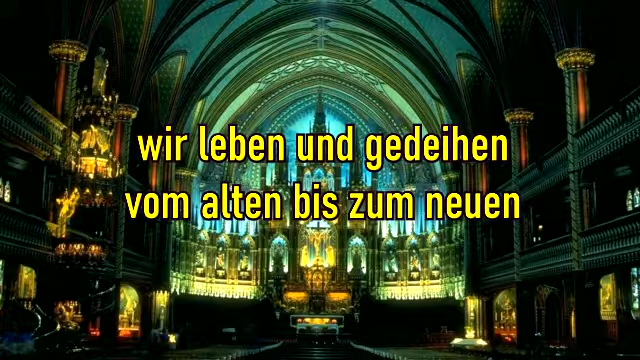 wir leben und gedeihen
vom alten bis zum neuen